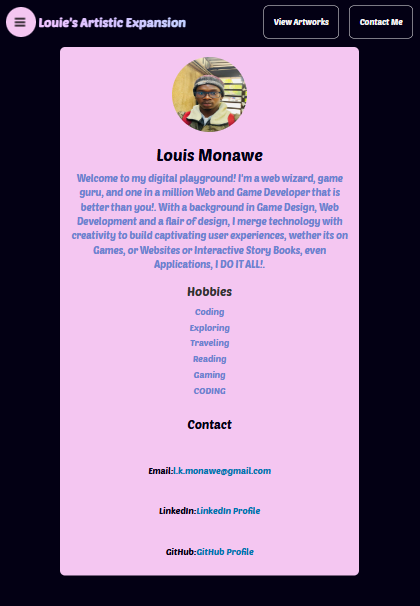 Louie's Artistic Expansion
View Artworks
Contact Me
Louis Monawe
Welcome to my digital playground! I'm a web wizard, game
guru, and one in a million Web and Game Developer that is
better than you!. With a background in Game Design, Web
Development and a flair of design, I merge technology with
creativity to build captivating user experiences, wether its on
Games, or Websites or Interactive Story Books, even
Applications, I DO IT ALL!.
Hobbies
Coding
Exploring
Traveling
Reading
Gaming
CODING
Contact
Email:l.k.monawe@gmail.com
LinkedIn:LinkedIn Profile
GitHub:GitHub Profile